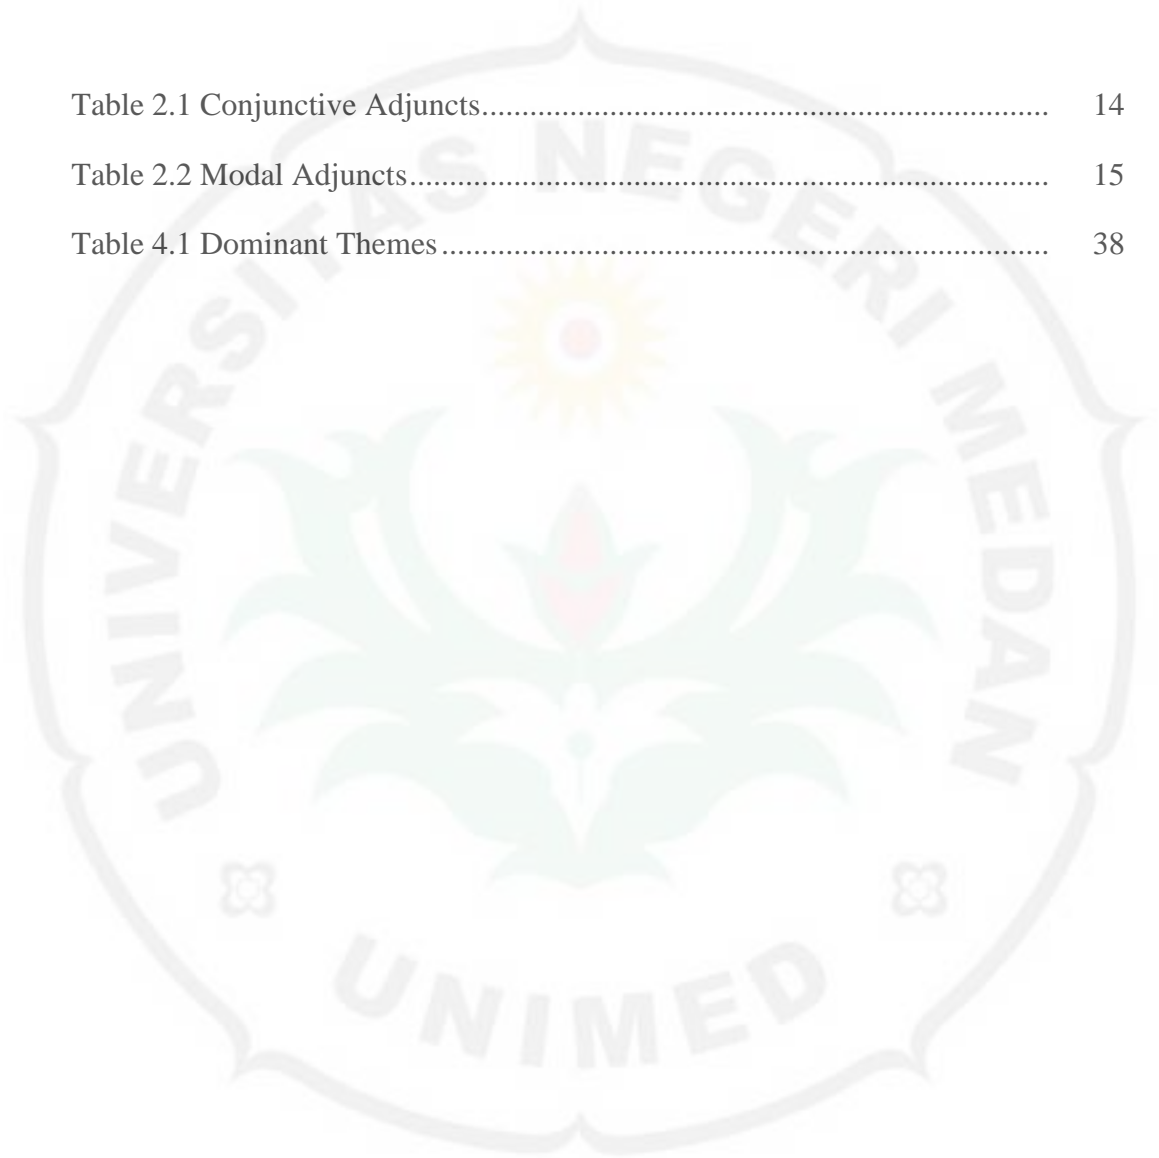 Table 2.1 Conjunctive Adjuncts....................................................................... 14
Table 2.2 Modal Adjuncts................................................................................ 15
Table 4.1 Dominant Themes............................................................................ 38
UNIVERSITAS NEGERI MEDAN
UNIMED